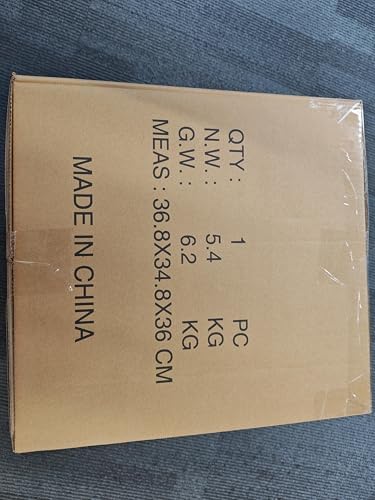 QTY : 1 PC
N.W. : 5.4 KG
G.W. : 6.2 KG
MEAS : 36.8X34.8X36 CM
MADE IN CHINA